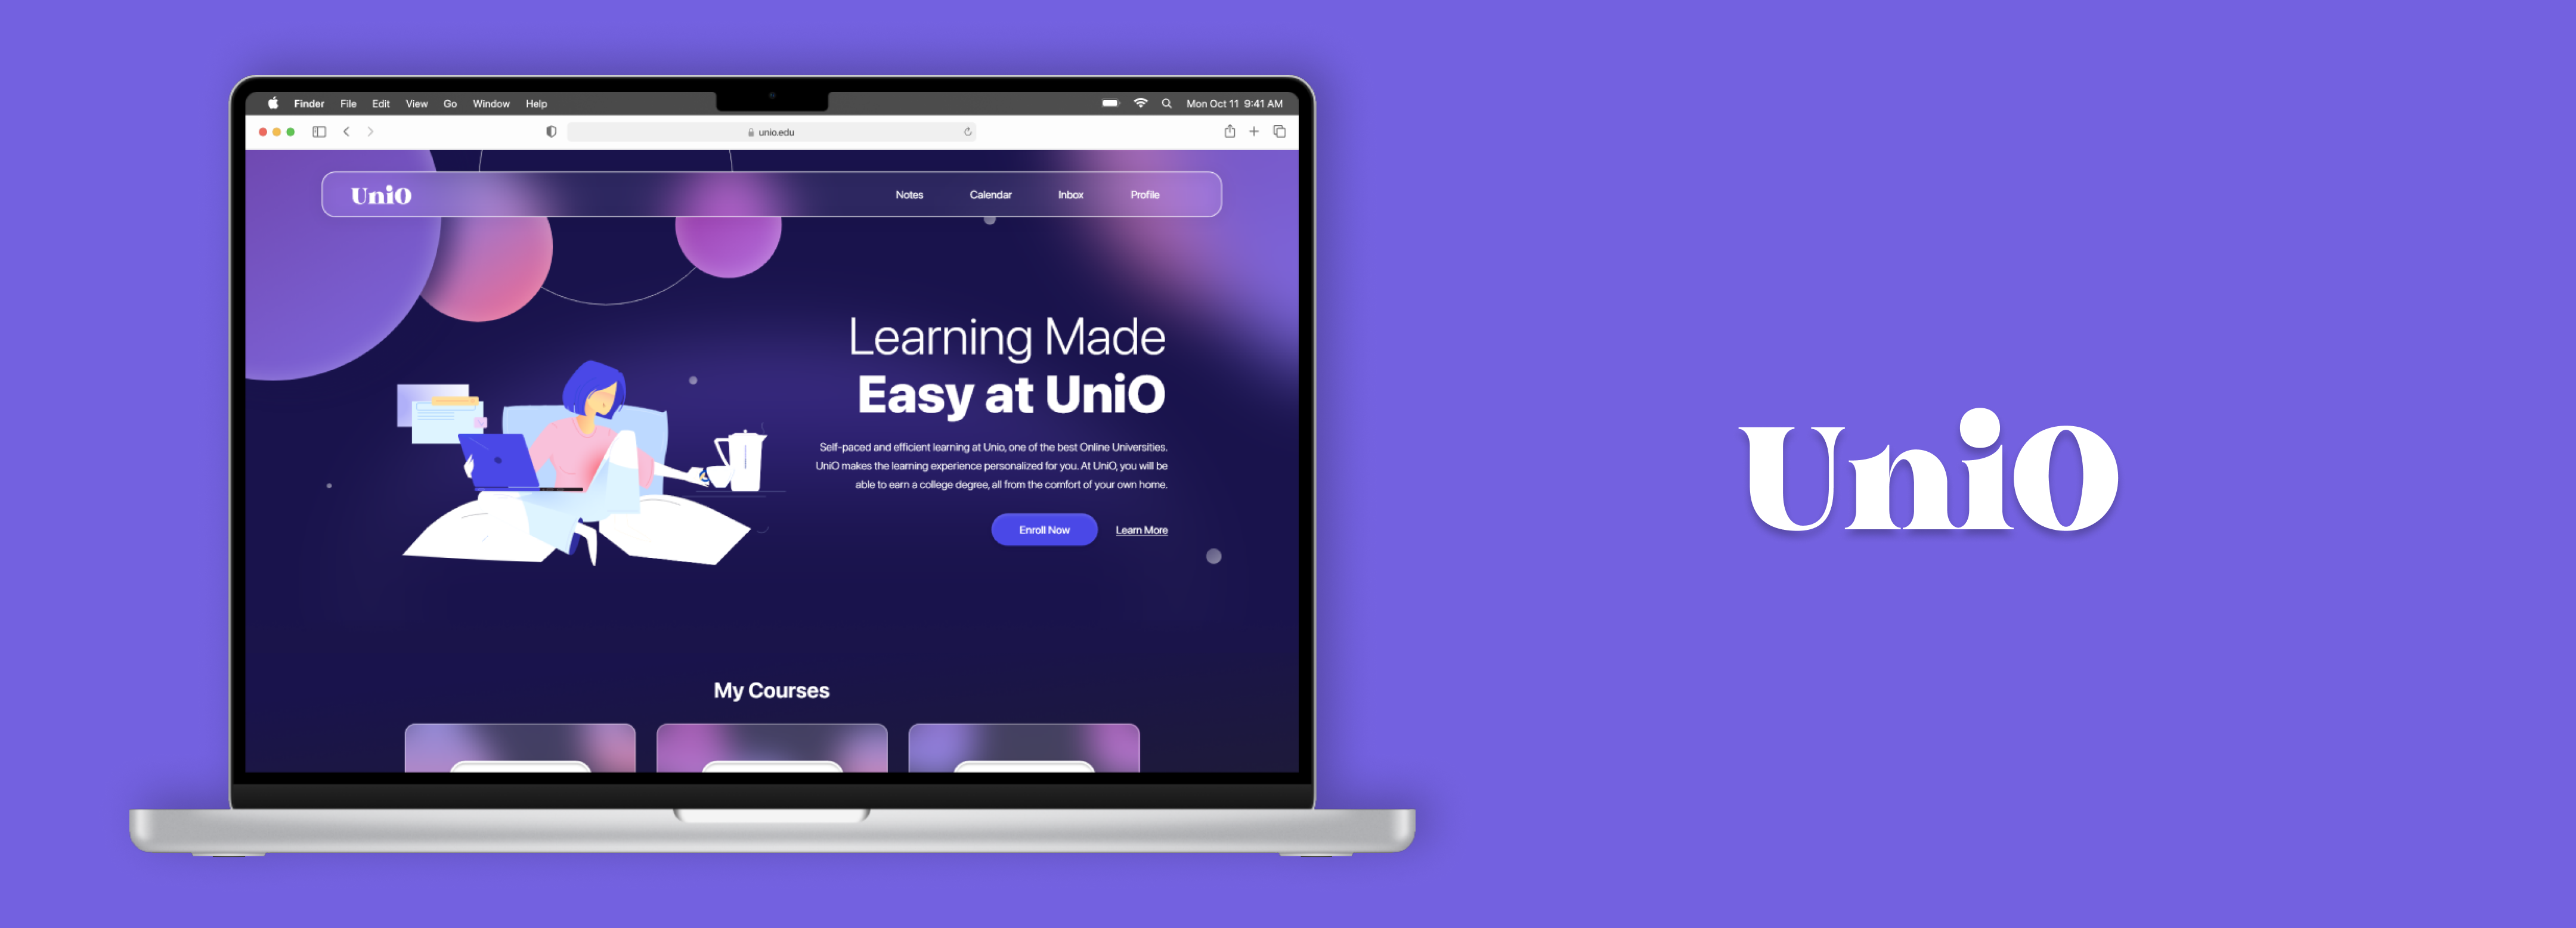 Finder File Edit View Go Window Help
Mon Oct 11 9:41 AM
unio.edu
UniO
Notes Calendar Inbox Profile
Learning Made
Easy at UniO
Self-paced and efficient learning at Unio, one of the best Online Universities.
UniO makes the learning experience personalized for you. At UniO, you will be
able to earn a college degree, all from the comfort of your own home.
Enroll Now Learn More
My Courses
UniO